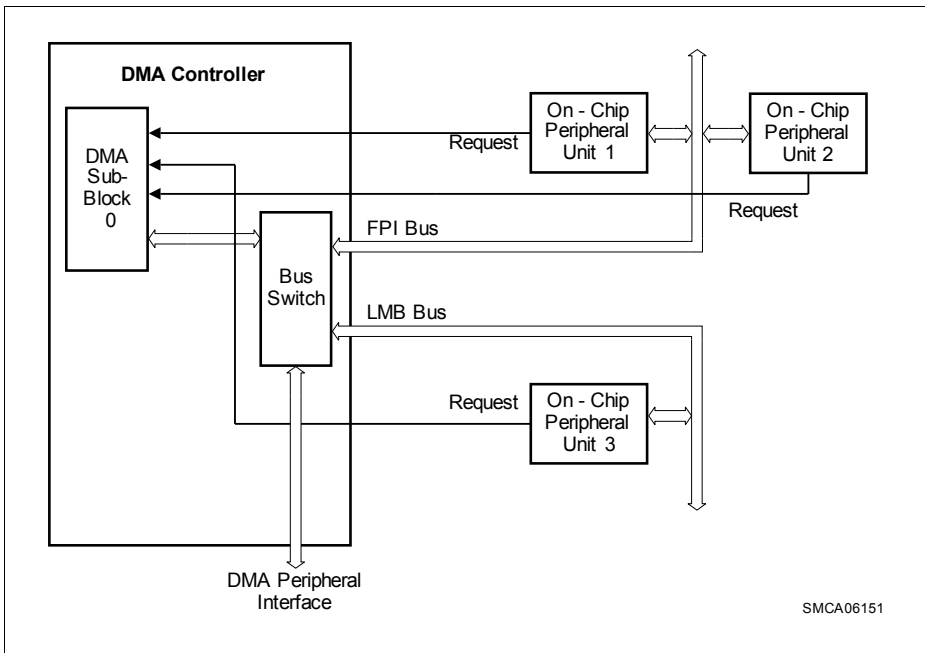 DMA Controller
DMA
Sub-
Block
0
Request
On - Chip
Peripheral
Unit 1
On - Chip
Peripheral
Unit 2
Request
FPI Bus
Bus
Switch
LMB Bus
Request
On - Chip
Peripheral
Unit 3
DMA Peripheral
Interface
SMCA06151